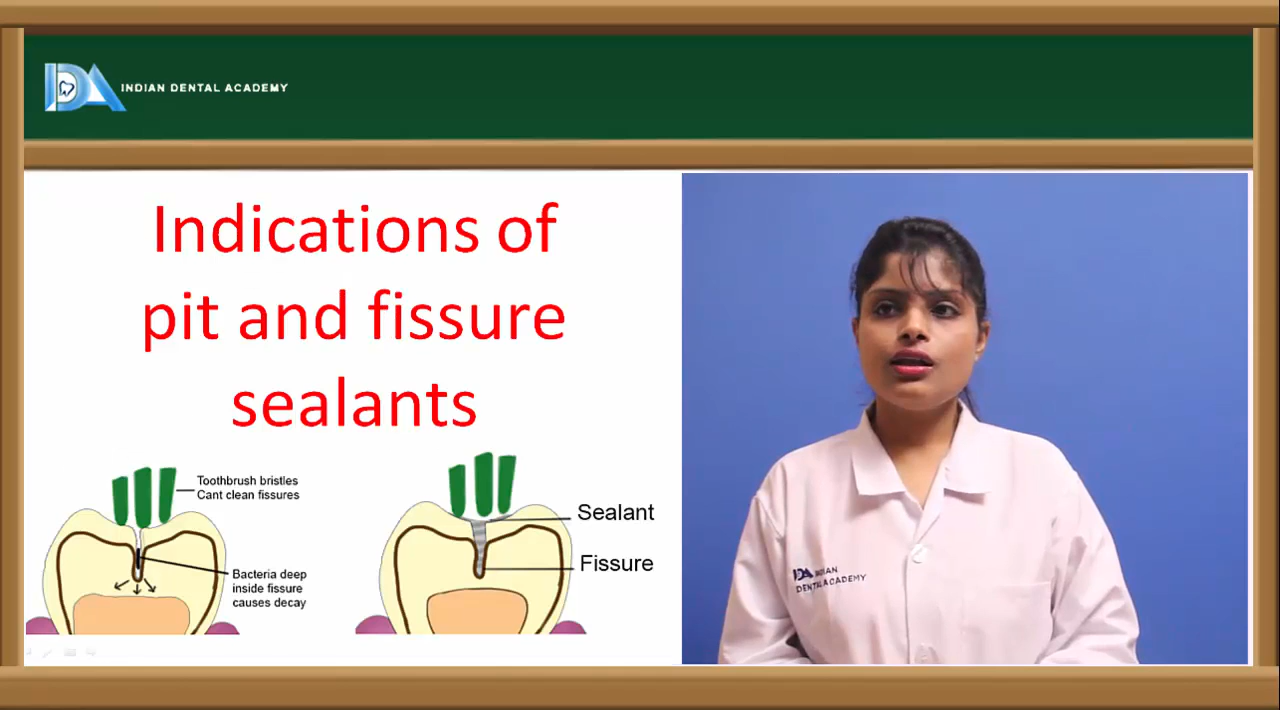 INDIAN DENTAL ACADEMY
Indications of
pit and fissure
sealants
Toothbrush bristles
Cant clean fissures
Bacteria deep
inside fissure
causes decay
Sealant
Fissure
IDA INDIAN
DENTAL ACADEMY